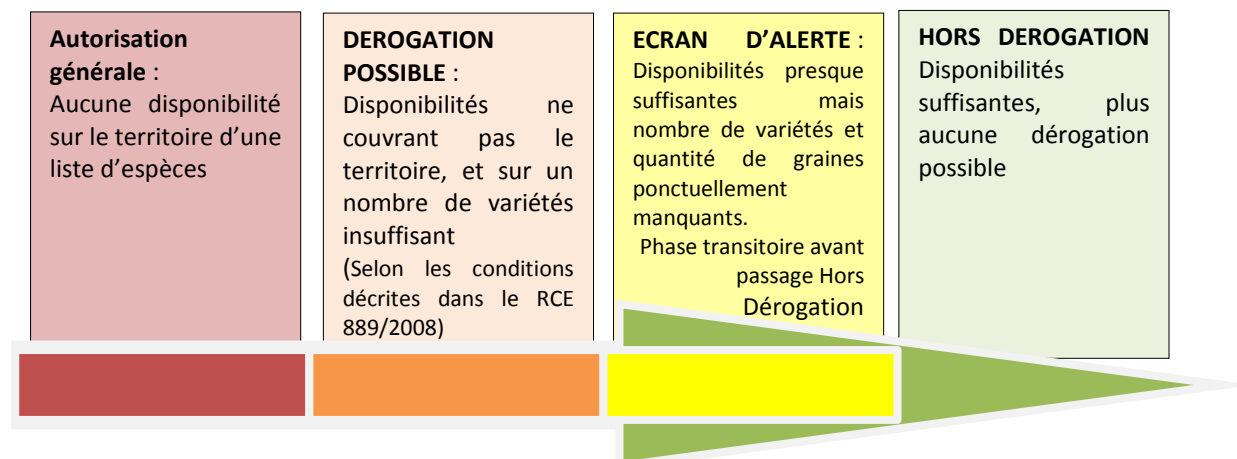 Autorisation
générale :
Aucune disponibilité
sur le territoire d'une
liste d'espèces
DEROGATION
POSSIBLE :
Disponibilités ne
couvrant pas le
territoire, et sur un
nombre de variétés
insuffisant
(Selon les conditions
décrites dans le RCE
889/2008)
ECRAN D'ALERTE :
Disponibilités presque
suffisantes mais
nombre de variétés et
quantité de graines
ponctuellement
manquants.
Phase transitoire avant
passage Hors
Dérogation
HORS DEROGATION
Disponibilités
suffisantes, plus
aucune dérogation
possible